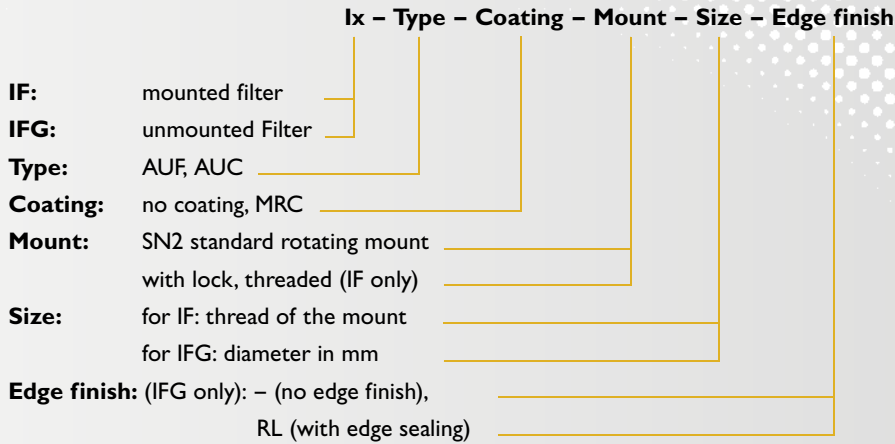 Ix – Type – Coating – Mount – Size – Edge finish
IF: mounted filter
IFG: unmounted Filter
Type: AUF, AUC
Coating: no coating, MRC
Mount: SN2 standard rotating mount
with lock, threaded (IF only)
Size: for IF: thread of the mount
for IFG: diameter in mm
Edge finish: (IFG only): – (no edge finish),
RL (with edge sealing)